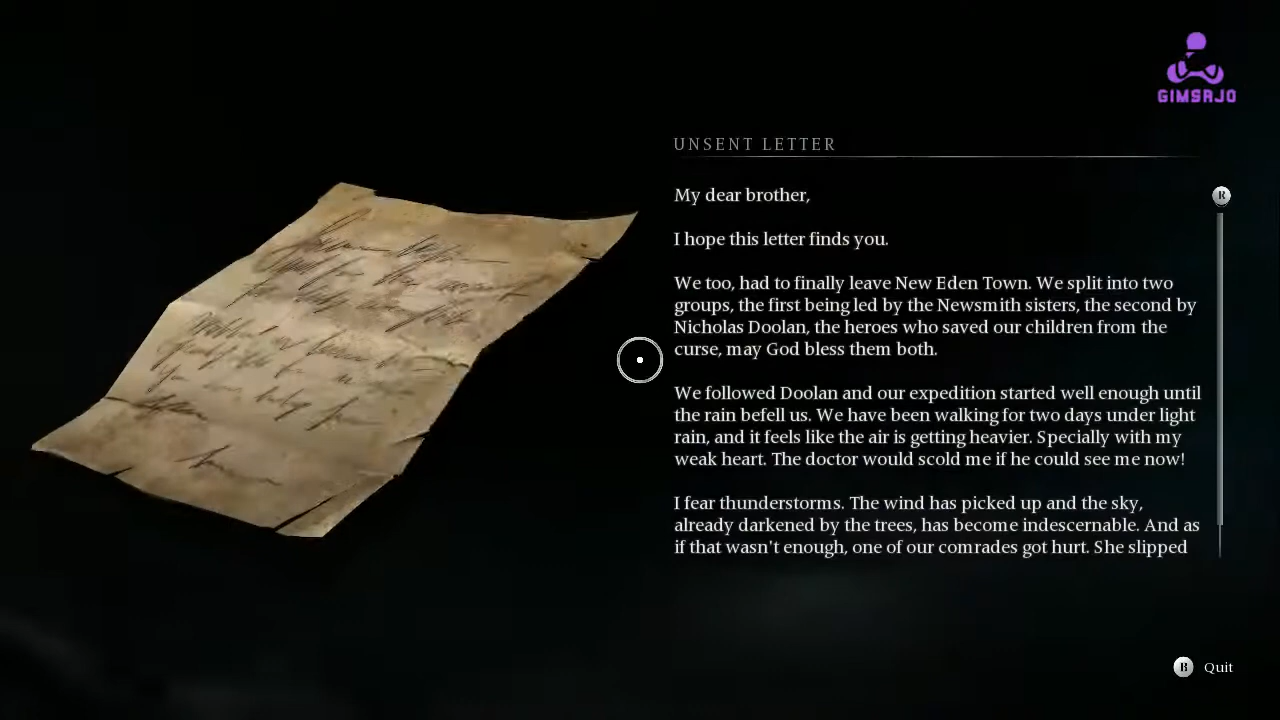 GIMSRJO
UNSENT LETTER
My dear brother,
R
I hope this letter finds you.
We too, had to finally leave New Eden Town. We split into two
groups, the first being led by the Newsmith sisters, the second by
Nicholas Doolan, the heroes who saved our children from the
curse, may God bless them both.
We followed Doolan and our expedition started well enough until
the rain befell us. We have been walking for two days under light
rain, and it feels like the air is getting heavier. Specially with my
weak heart. The doctor would scold me if he could see me now!
I fear thunderstorms. The wind has picked up and the sky,
already darkened by the trees, has become indescernable. And as
if that wasn't enough, one of our comrades got hurt. She slipped
B Quit